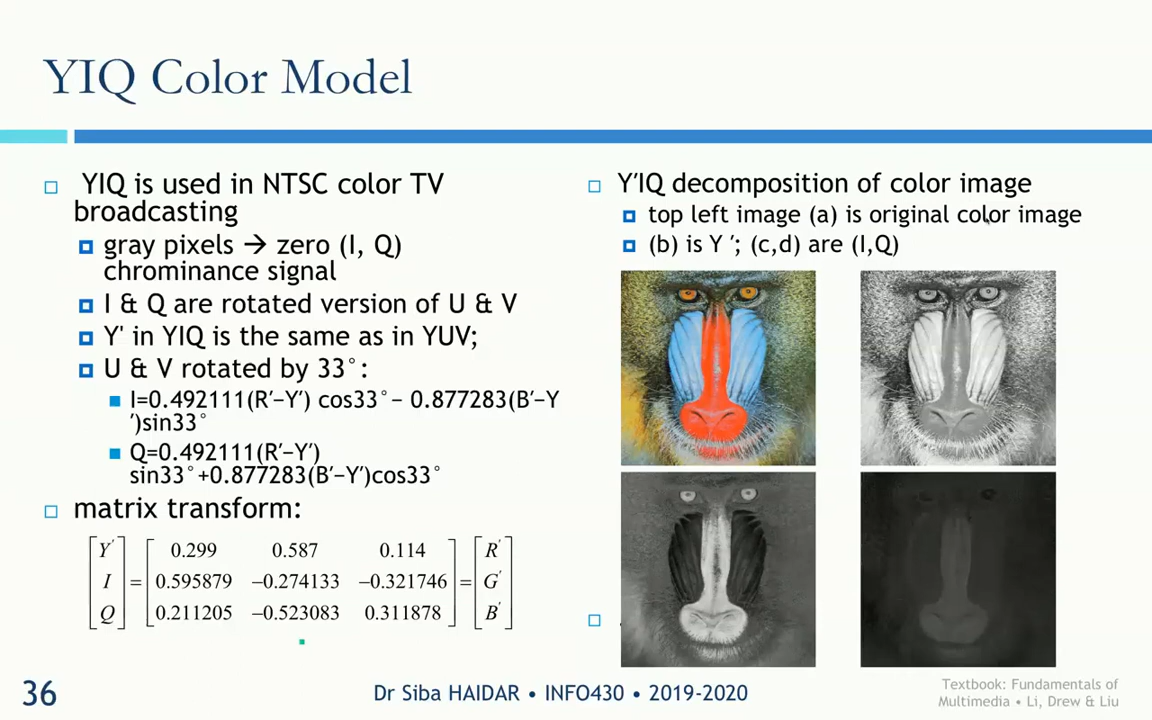 YIQ Color Model
YIQ is used in NTSC color TV
broadcasting
gray pixels → zero (I, Q)
chrominance signal
I & Q are rotated version of U & V
Y' in YIQ is the same as in YUV;
U & V rotated by 33°:
I=0.492111(R′−Y′) cos33°− 0.877283(B′−Y
′)sin33°
Q=0.492111(R′−Y′)
sin33°+0.877283(B′−Y′)cos33°
matrix transform:
[Y′] = [0.299 0.587 0.114] = [R′]
[I] = [0.595879 −0.274133 −0.321746] = [G′]
[Q] = [0.211205 −0.523083 0.311878] = [B′]
Y′IQ decomposition of color image
top left image (a) is original color image
(b) is Y ′; (c,d) are (I,Q)
36
Dr Siba HAIDAR • INFO430 • 2019-2020
Textbook: Fundamentals of
Multimedia • Li, Drew & Liu